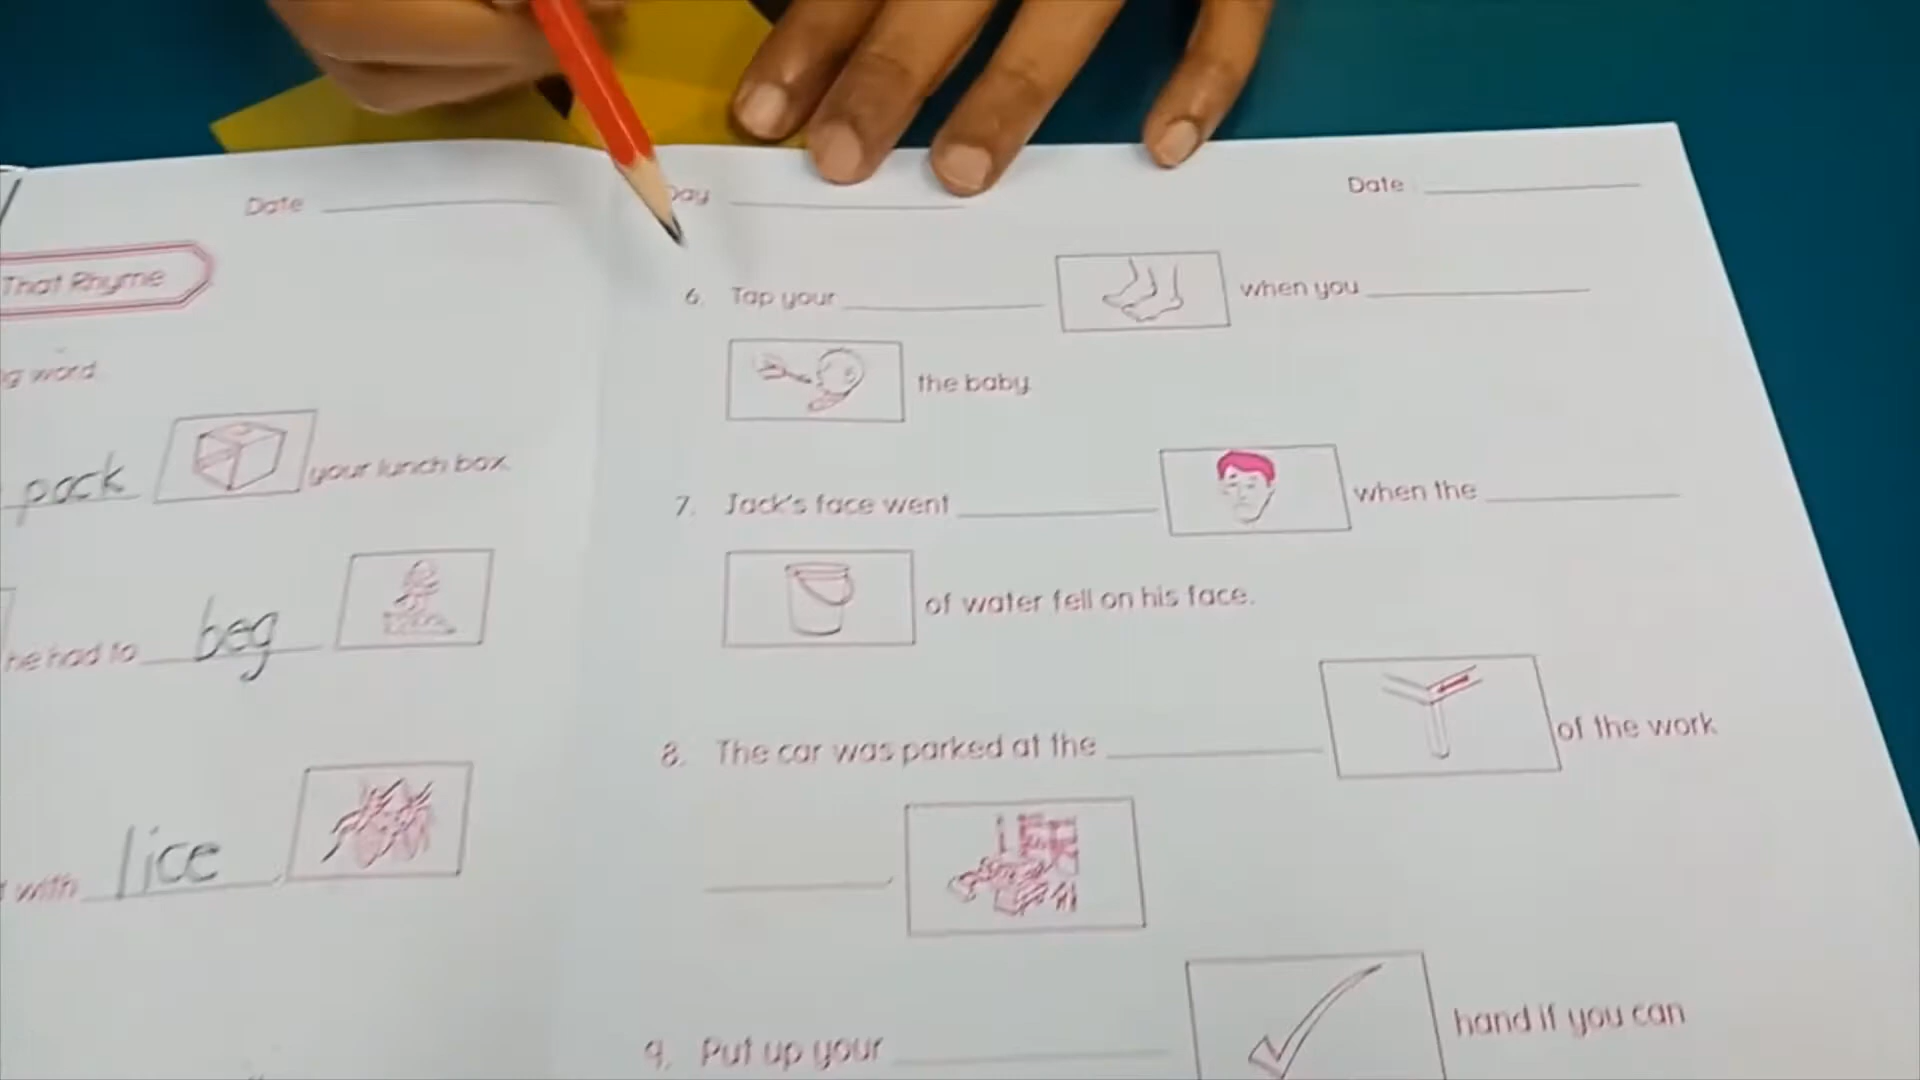 Date
That Rhyme
g word
pack your lunch box.
he had to beg
with lice
Day Date
6. Tap your when you
the baby.
7. Jack's face went when the
of water fell on his face.
8. The car was parked at the of the work
9. Put up your hand if you can